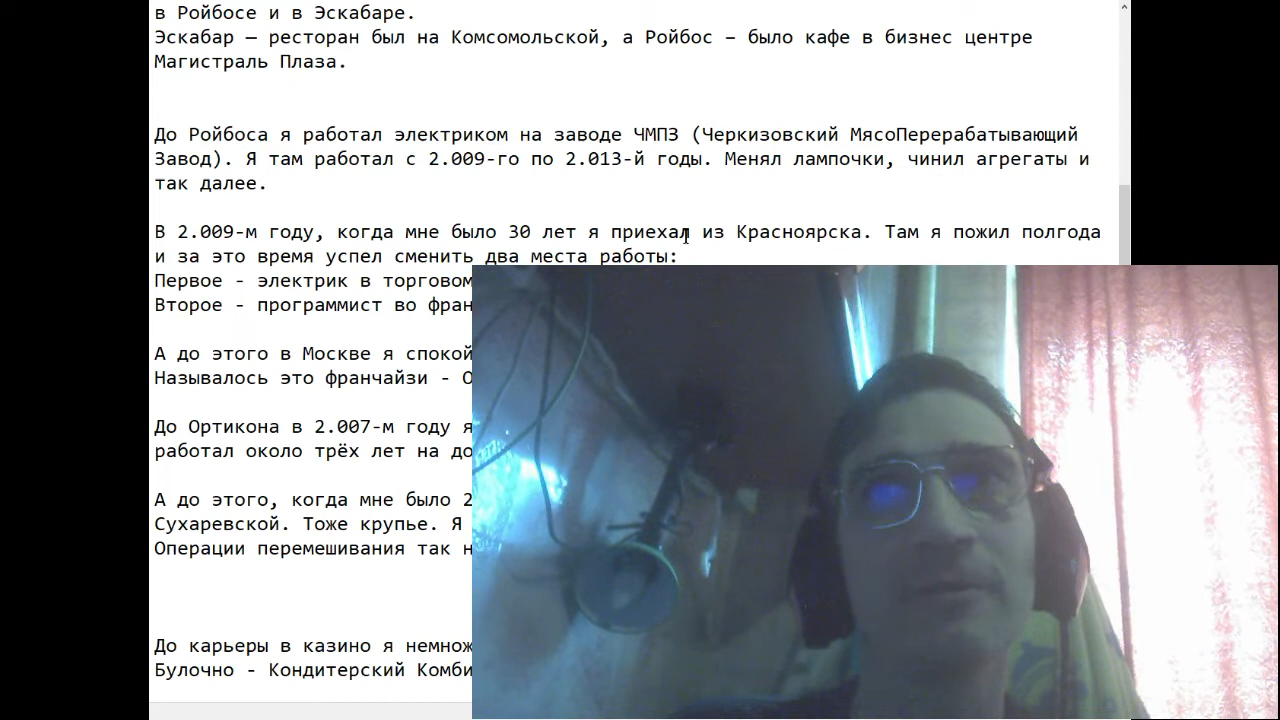 в Ройбосе и в Эскабаре.
Эскабар — ресторан был на Комсомольской, а Ройбос – было кафе в бизнес центре
Магистраль Плаза.
До Ройбоса я работал электриком на заводе ЧМПЗ (Черкизовский МясоПерерабатывающий
Завод). Я там работал с 2.009-го по 2.013-й годы. Менял лампочки, чинил агрегаты и
так далее.
В 2.009-м году, когда мне было 30 лет я приехал из Красноярска. Там я пожил полгода
и за это время успел сменить два места работы:
Первое - электрик в торговом
Второе - программист во фран
А до этого в Москве я спокой
Называлось это франчайзи - О
До Ортикона в 2.007-м году я
работал около трёх лет на до
А до этого, когда мне было 2
Сухаревской. Тоже крупье. Я
Операции перемешивания так н
До карьеры в казино я немнож
Булочно - Кондитерский Комби